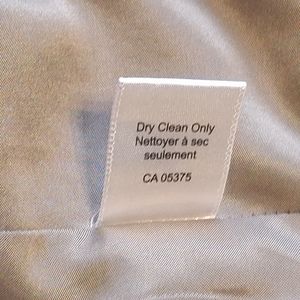 Dry Clean Only
Nettoyer à sec
seulement
CA 05375